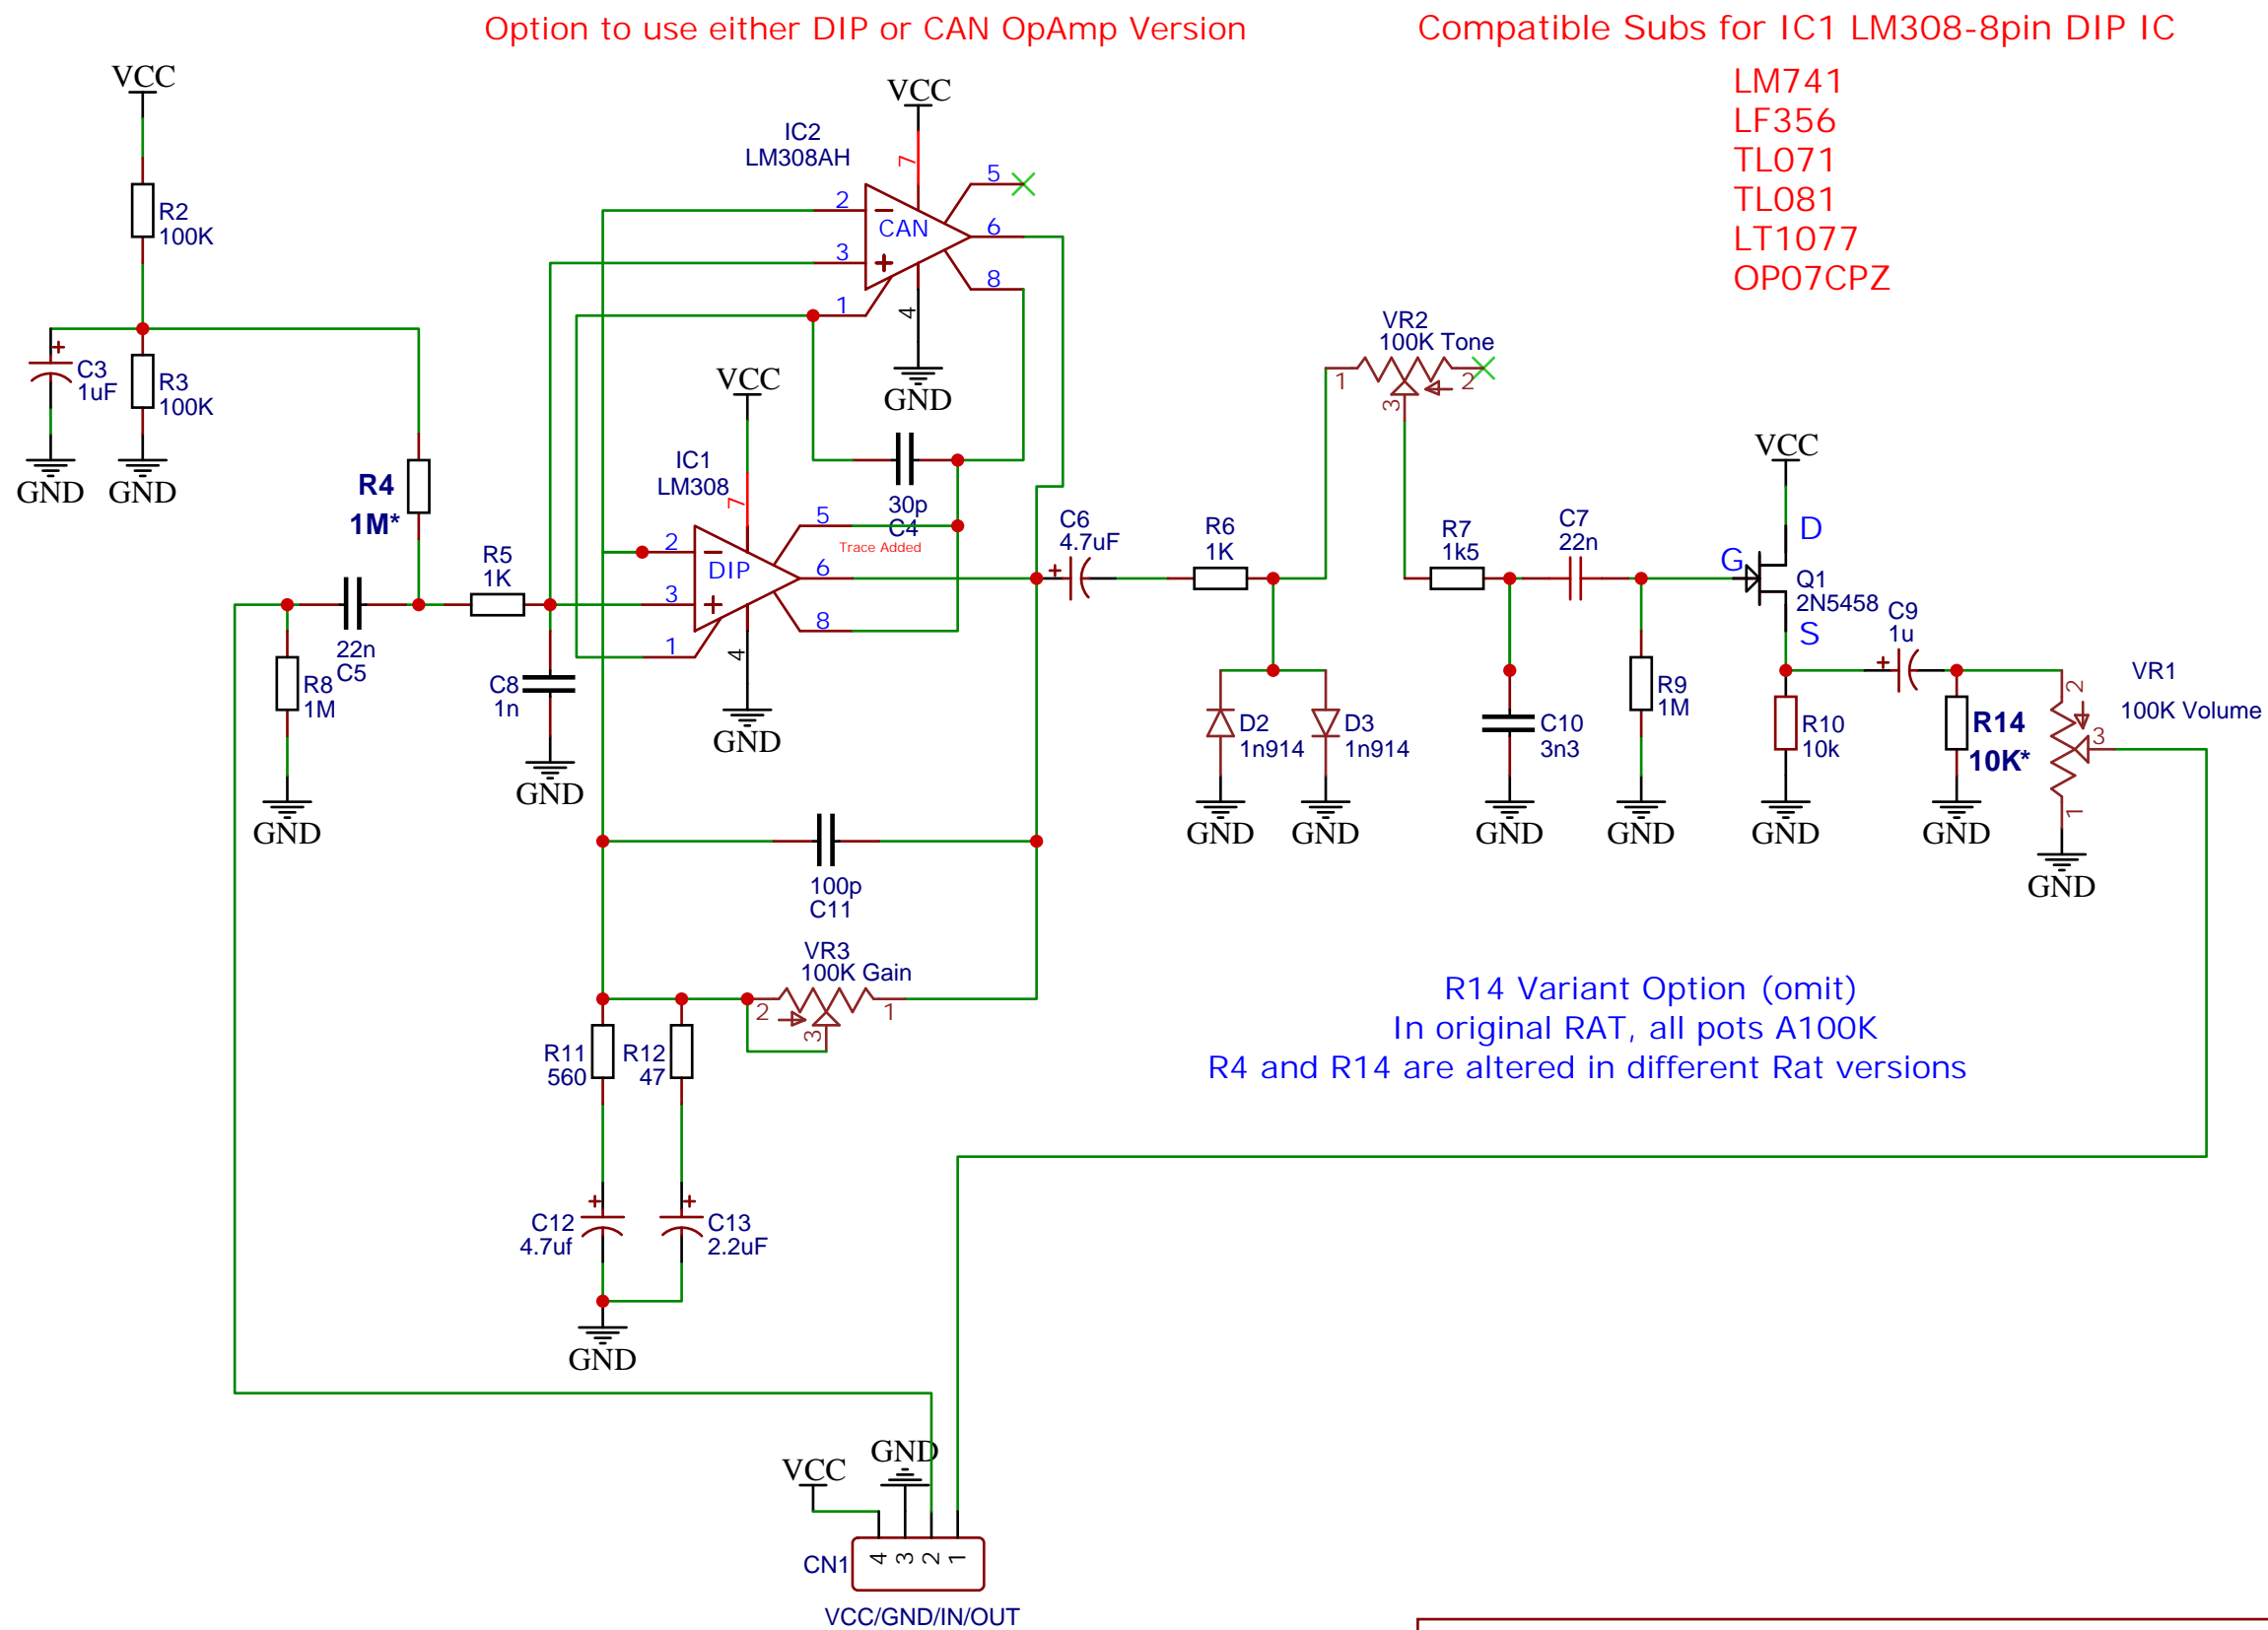 Option to use either DIP or CAN OpAmp Version
Compatible Subs for IC1 LM308-8pin DIP IC
LM741
LF356
TL071
TL081
LT1077
OP07CPZ
VCC
R2
100K
C3
1uF
R3
100K
GND
GND
R4
1M*
R5
1K
22n
C5
R8
1M
GND
C8
1n
GND
VCC
IC2
LM308AH
CAN
2
3
1
7
4
5
6
8
GND
VCC
IC1
LM308
DIP
2
3
1
7
4
5
6
8
GND
30p
C4
Trace Added
C6
4.7uF
R6
1K
VR2
100K Tone
1
2
3
D2
1n914
D3
1n914
GND
GND
R7
1k5
C7
22n
C10
3n3
GND
R9
1M
GND
VCC
D
G
S
Q1
2N5458
R10
10k
GND
C9
1u
R14
10K*
GND
VR1
100K Volume
2
3
1
GND
100p
C11
VR3
100K Gain
2
1
3
R11
560
R12
47
C12
4.7uf
C13
2.2uF
GND
R14 Variant Option (omit)
In original RAT, all pots A100K
R4 and R14 are altered in different Rat versions
VCC
GND
CN1
4
3
2
1
VCC/GND/IN/OUT